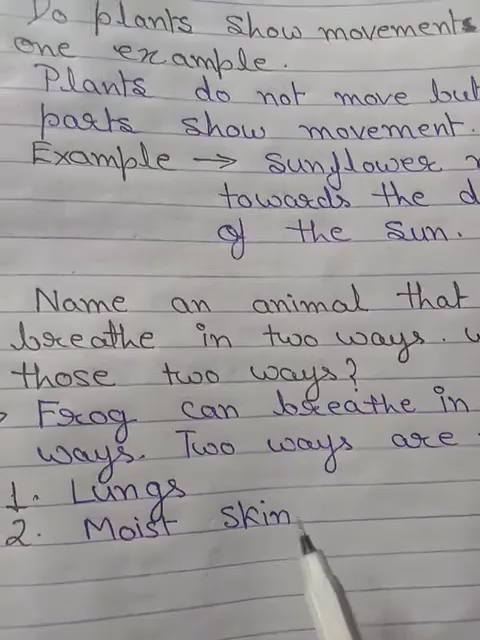 Do plants show movements
one example.
Plants do not move but
parts show movement.
Example → Sunflower
towards the
of the sun.
Name an animal that
breathe in two ways.
those two ways?
Frog can breathe in
ways. Two ways are
1. Lungs
2. Moist skin